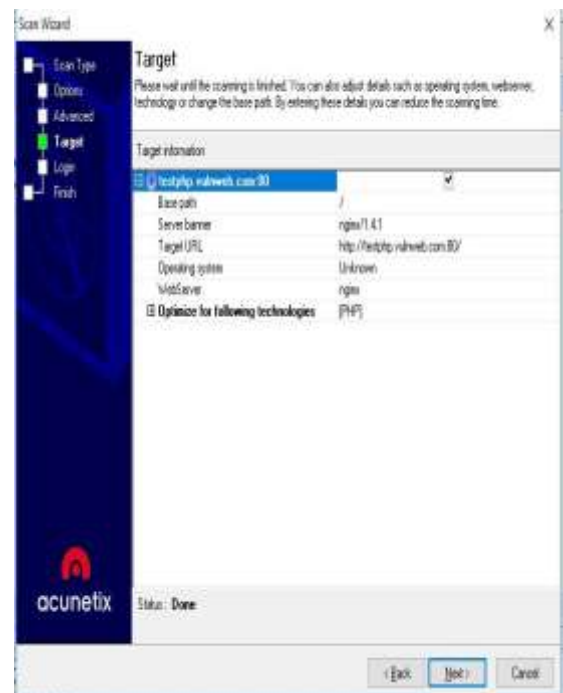 Scan Wizard
Scan Type
Options
Advanced
Target
Login
Finish
Target
Please wait until the scanning is finished. You can also adjust details such as operating system, webserver,
technology or change the base path. By entering these details you can reduce the scanning time.
Target information
testphp.vulnweb.com:80
Base path /
Server banner nginx/1.4.1
Target URL http://testphp.vulnweb.com:80/
Operating system Unknown
WebServer nginx
Optimize for following technologies [PHP]
acunetix
Status: Done
< Back Next > Cancel